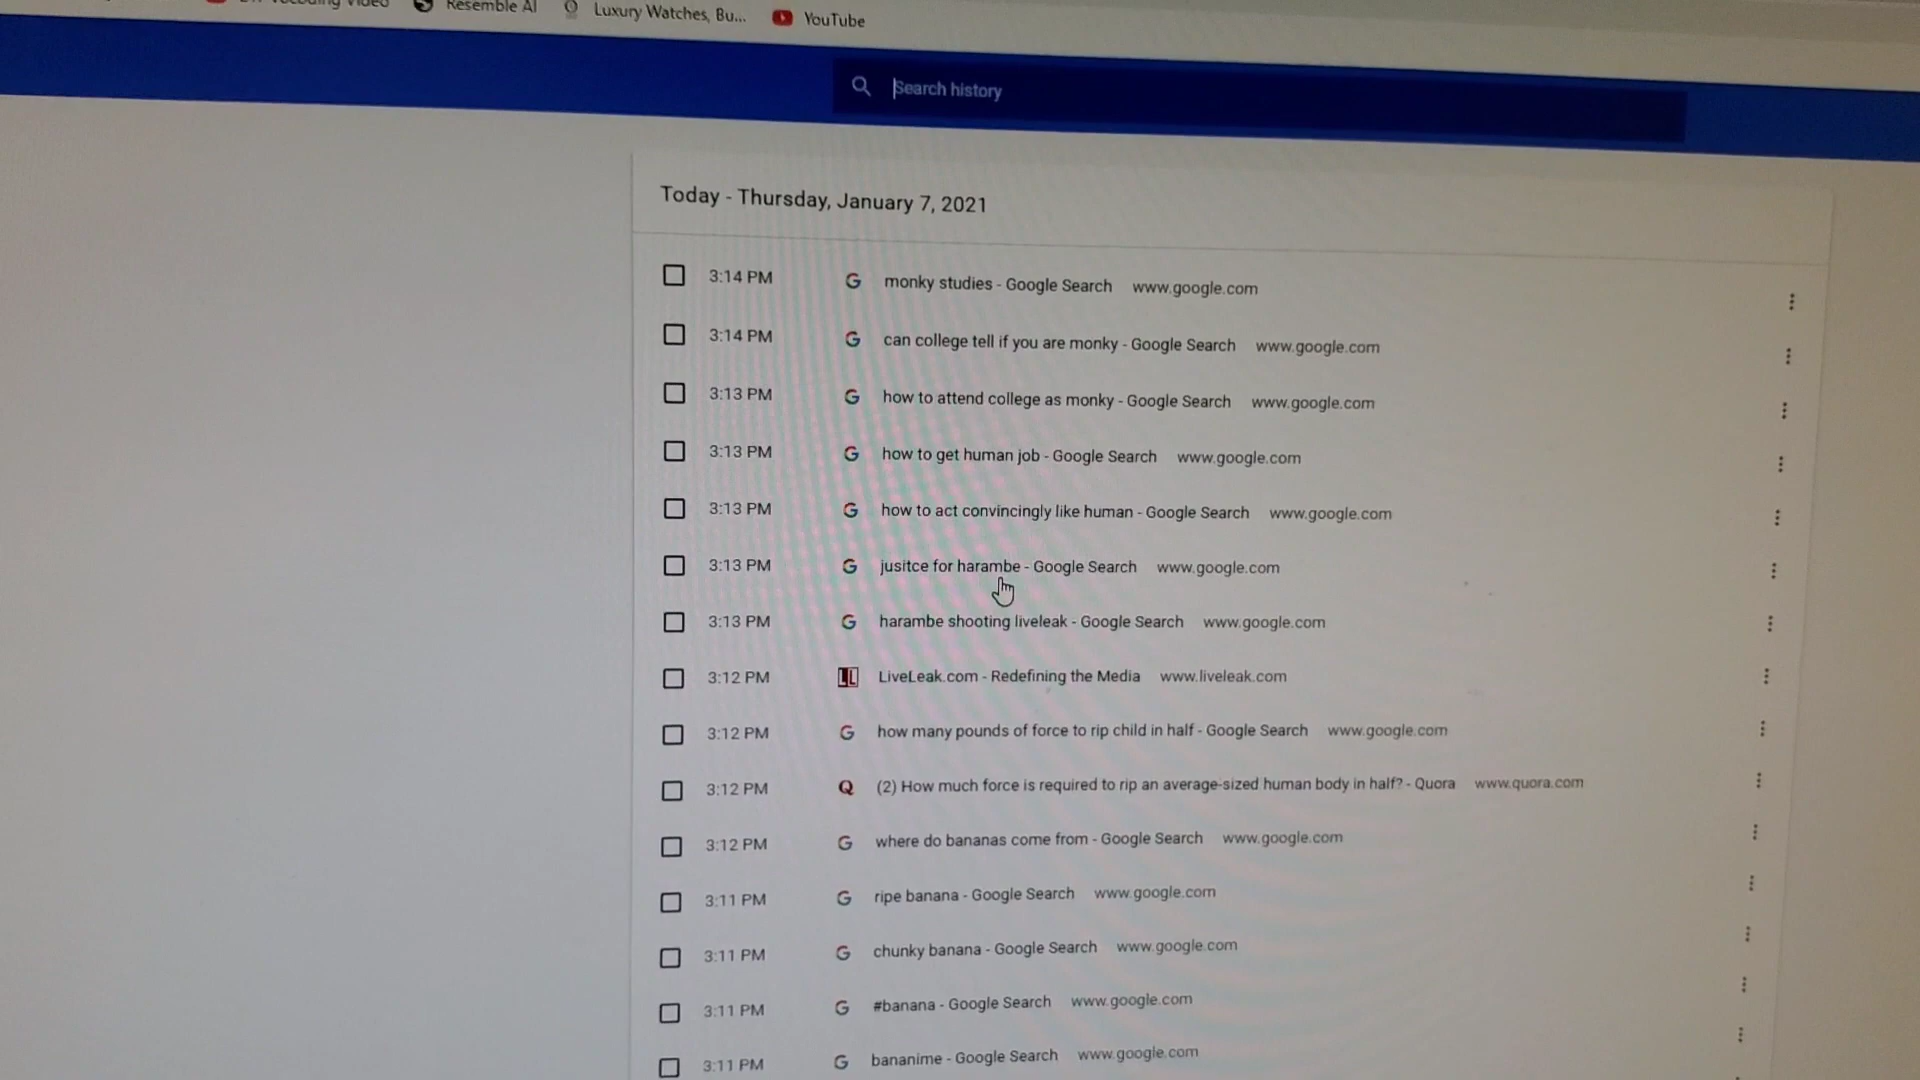 Resemble AI Luxury Watches, Bu... YouTube
Search history
Today - Thursday, January 7, 2021
3:14 PM monky studies - Google Search www.google.com
3:14 PM can college tell if you are monky - Google Search www.google.com
3:13 PM how to attend college as monky - Google Search www.google.com
3:13 PM how to get human job - Google Search www.google.com
3:13 PM how to act convincingly like human - Google Search www.google.com
3:13 PM jusitce for harambe - Google Search www.google.com
3:13 PM harambe shooting liveleak - Google Search www.google.com
3:12 PM LL LiveLeak.com - Redefining the Media www.liveleak.com
3:12 PM how many pounds of force to rip child in half - Google Search www.google.com
3:12 PM Q (2) How much force is required to rip an average-sized human body in half? - Quora www.quora.com
3:12 PM where do bananas come from - Google Search www.google.com
3:11 PM ripe banana - Google Search www.google.com
3:11 PM chunky banana - Google Search www.google.com
3:11 PM #banana - Google Search www.google.com
3:11 PM bananime - Google Search www.google.com